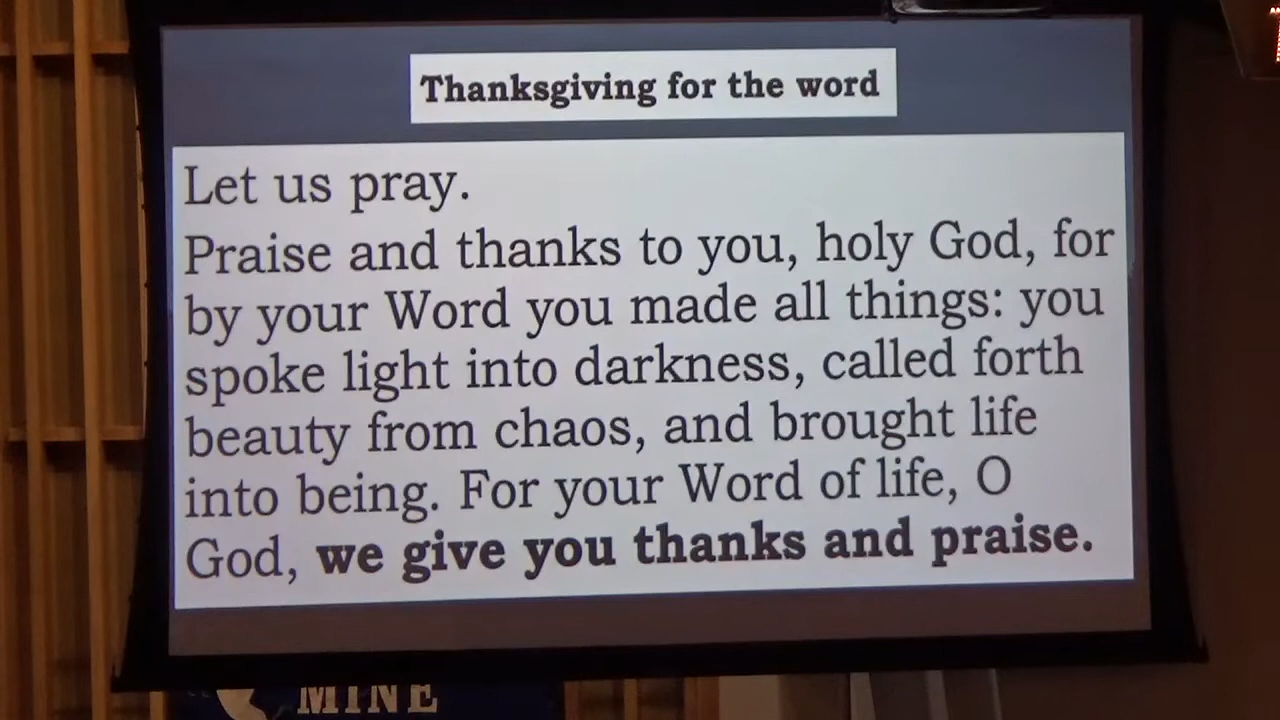 Thanksgiving for the word
Let us pray.
Praise and thanks to you, holy God, for
by your Word you made all things: you
spoke light into darkness, called forth
beauty from chaos, and brought life
into being. For your Word of life, O
God, we give you thanks and praise.
MINE